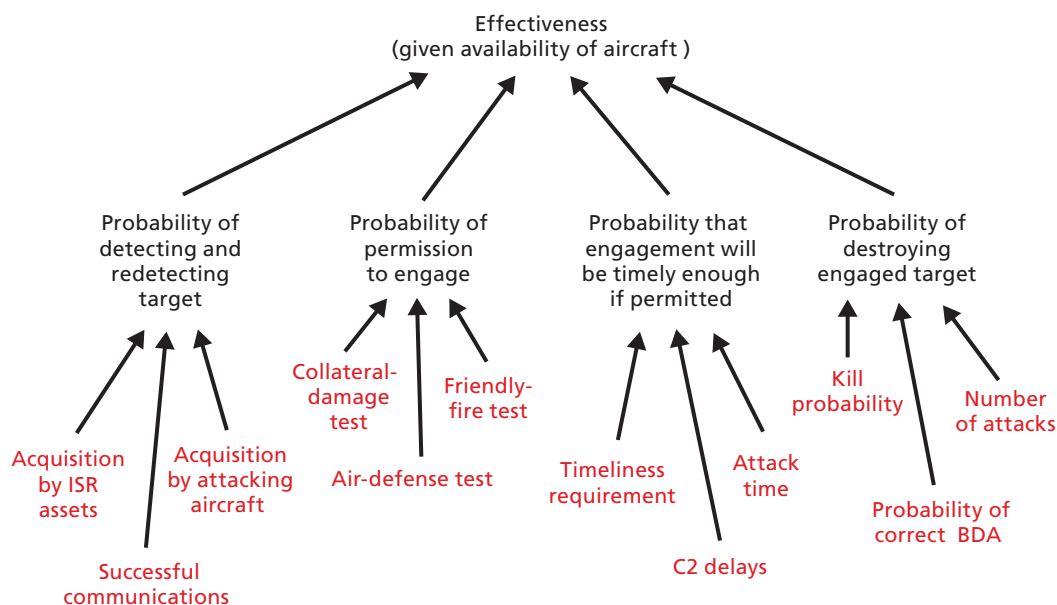 Effectiveness
(given availability of aircraft )
Probability of
detecting and
redetecting
target
Probability of
permission
to engage
Probability that
engagement will
be timely enough
if permitted
Probability of
destroying
engaged target
Collateral-
damage
test
Friendly-
fire test
Kill
probability
Number
of attacks
Acquisition
by ISR
assets
Acquisition
by attacking
aircraft
Air-defense test
Timeliness
requirement
Attack
time
Probability of
correct BDA
Successful
communications
C2 delays